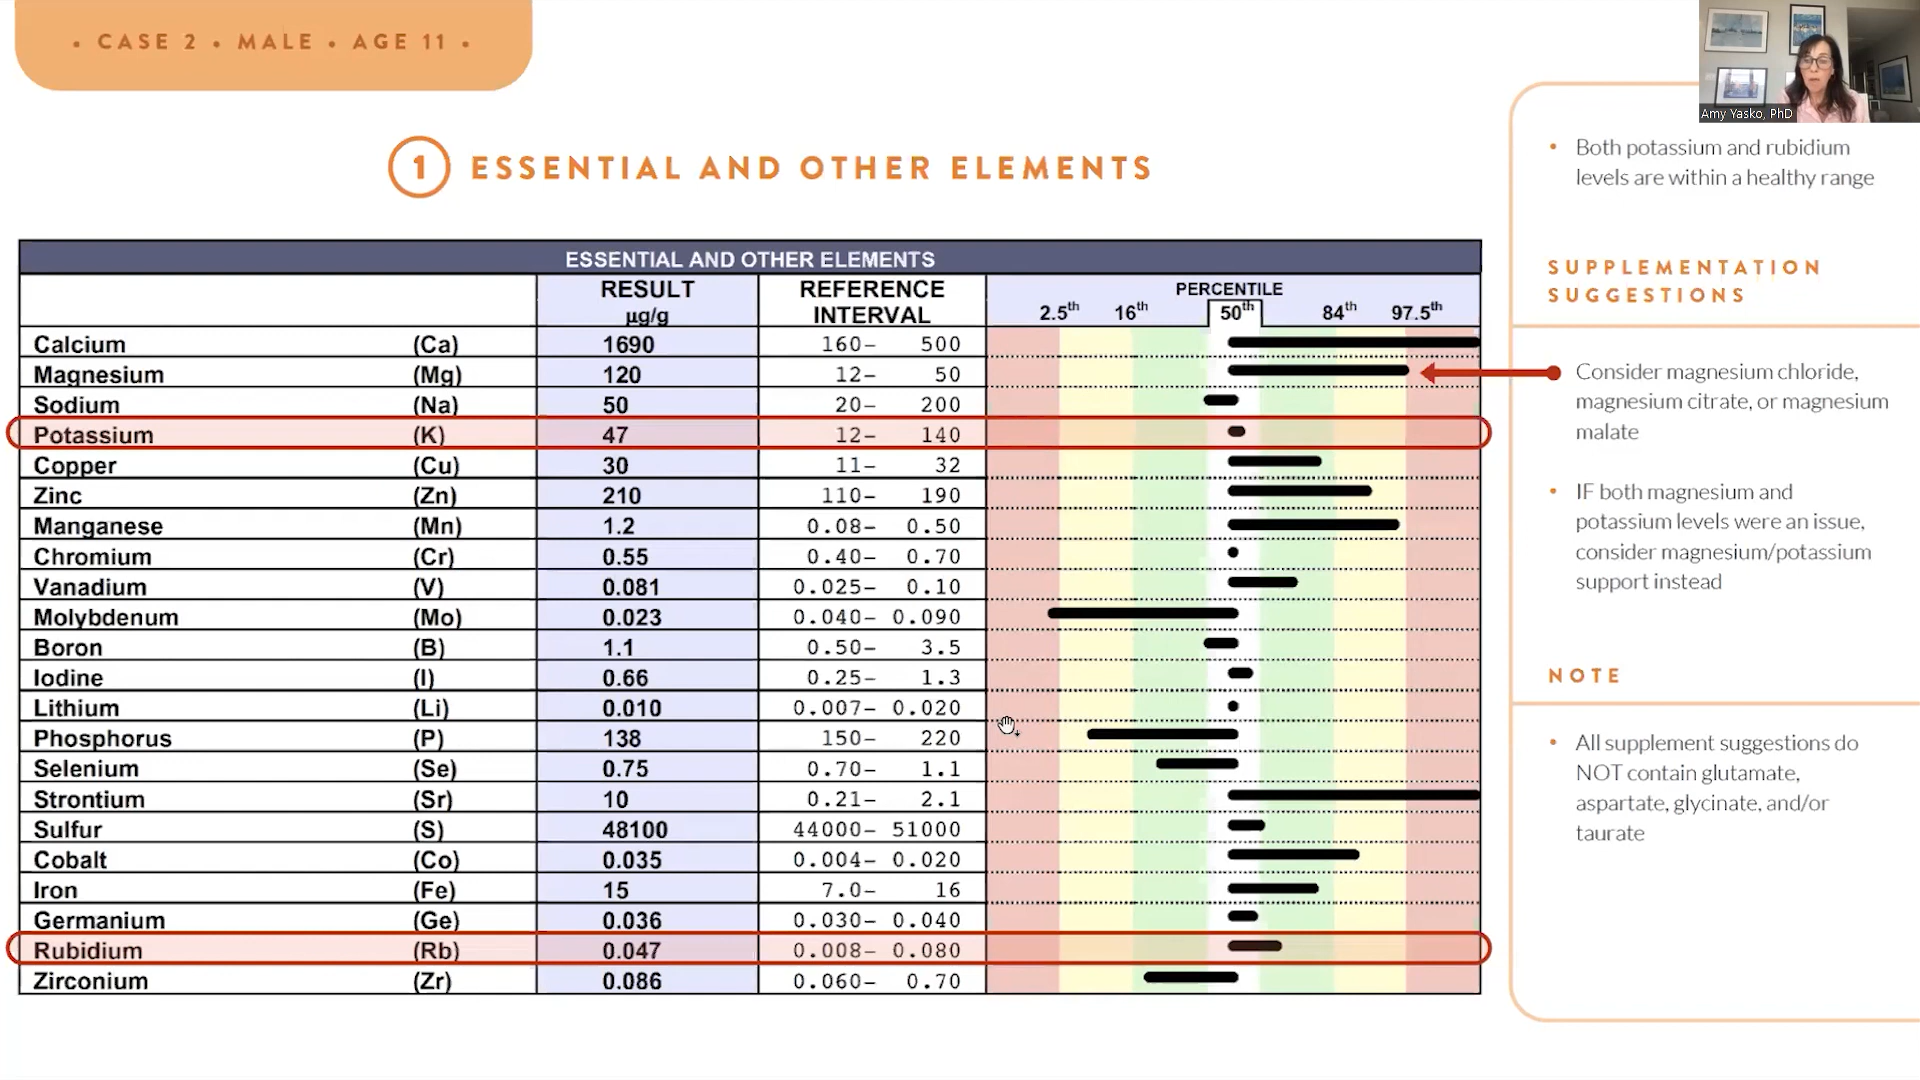 • CASE 2 • MALE • AGE 11 •
Amy Yasko, PhD
1 ESSENTIAL AND OTHER ELEMENTS
ESSENTIAL AND OTHER ELEMENTS
RESULT REFERENCE PERCENTILE
µg/g INTERVAL 2.5th 16th 50th 84th 97.5th
Calcium (Ca) 1690 160- 500
Magnesium (Mg) 120 12- 50
Sodium (Na) 50 20- 200
Potassium (K) 47 12- 140
Copper (Cu) 30 11- 32
Zinc (Zn) 210 110- 190
Manganese (Mn) 1.2 0.08- 0.50
Chromium (Cr) 0.55 0.40- 0.70
Vanadium (V) 0.081 0.025- 0.10
Molybdenum (Mo) 0.023 0.040- 0.090
Boron (B) 1.1 0.50- 3.5
Iodine (I) 0.66 0.25- 1.3
Lithium (Li) 0.010 0.007- 0.020
Phosphorus (P) 138 150- 220
Selenium (Se) 0.75 0.70- 1.1
Strontium (Sr) 10 0.21- 2.1
Sulfur (S) 48100 44000- 51000
Cobalt (Co) 0.035 0.004- 0.020
Iron (Fe) 15 7.0- 16
Germanium (Ge) 0.036 0.030- 0.040
Rubidium (Rb) 0.047 0.008- 0.080
Zirconium (Zr) 0.086 0.060- 0.70
• Both potassium and rubidium
levels are within a healthy range
SUPPLEMENTATION
SUGGESTIONS
Consider magnesium chloride,
magnesium citrate, or magnesium
malate
• IF both magnesium and
potassium levels were an issue,
consider magnesium/potassium
support instead
NOTE
• All supplement suggestions do
NOT contain glutamate,
aspartate, glycinate, and/or
taurate